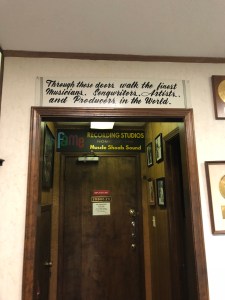 Through these doors walk the finest
Musicians, Songwriters, Artists,
and Producers in the World.
fame
RECORDING STUDIOS
Muscle Shoals Sound